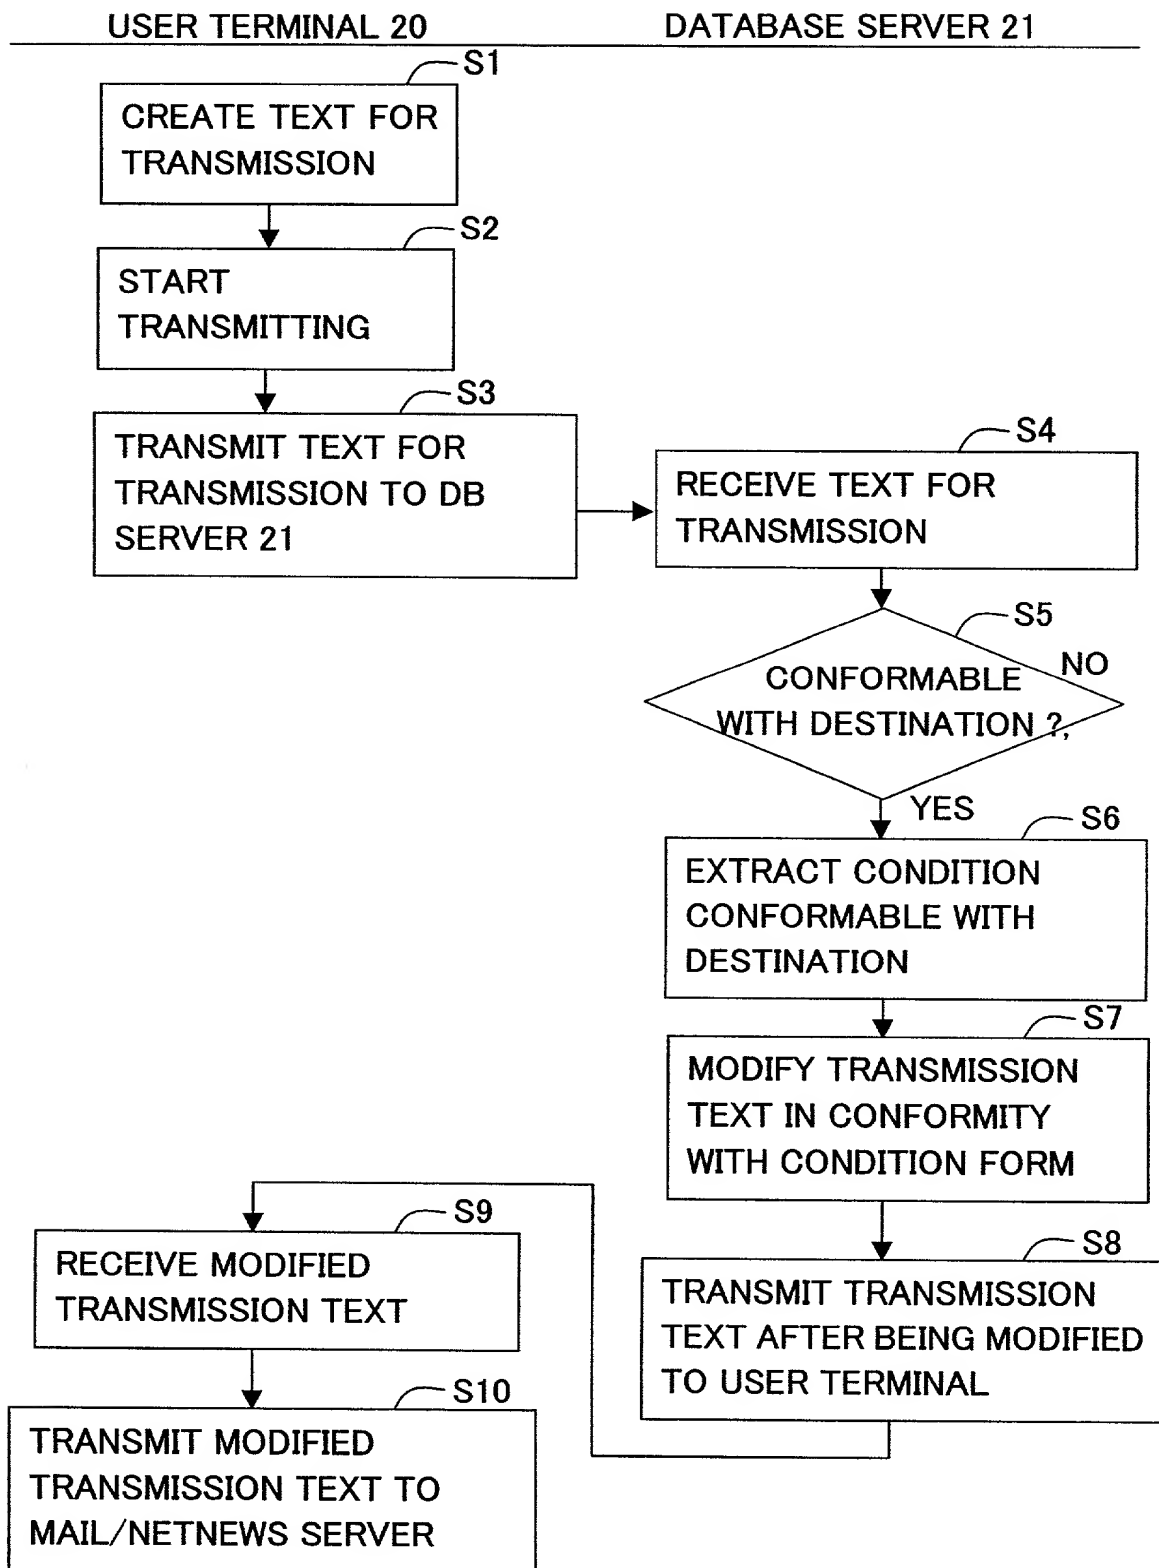 USER TERMINAL 20
DATABASE SERVER 21
S1
CREATE TEXT FOR
TRANSMISSION
S2
START
TRANSMITTING
S3
TRANSMIT TEXT FOR
TRANSMISSION TO DB
SERVER 21
S4
RECEIVE TEXT FOR
TRANSMISSION
S5
CONFORMABLE
WITH DESTINATION ?,
NO
YES
S6
EXTRACT CONDITION
CONFORMABLE WITH
DESTINATION
S7
MODIFY TRANSMISSION
TEXT IN CONFORMITY
WITH CONDITION FORM
S8
TRANSMIT TRANSMISSION
TEXT AFTER BEING MODIFIED
TO USER TERMINAL
S9
RECEIVE MODIFIED
TRANSMISSION TEXT
S10
TRANSMIT MODIFIED
TRANSMISSION TEXT TO
MAIL/NETNEWS SERVER